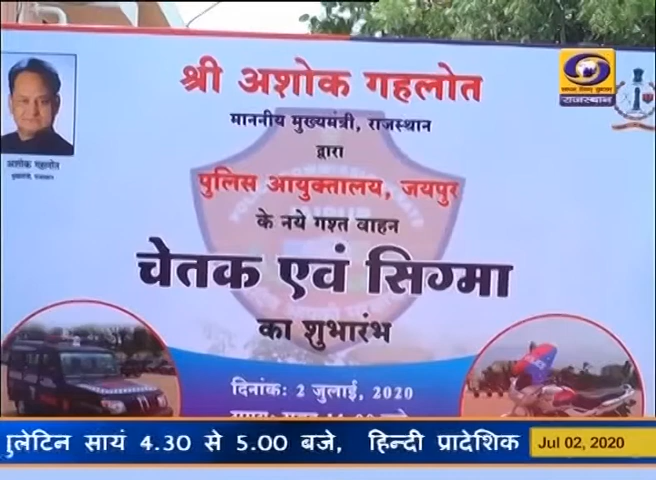 श्री अशोक गहलोत
माननीय मुख्यमंत्री, राजस्थान
द्वारा
पुलिस आयुक्तालय, जयपुर
के नये गश्त वाहन
चेतक एवं सिग्मा
का शुभारंभ
दिनांक: 2 जुलाई, 2020
अशोक गहलोत
राजस्थान
ुलेटिन सायं 4.30 से 5.00 बजे, हिन्दी प्रादेशिक
Jul 02, 2020